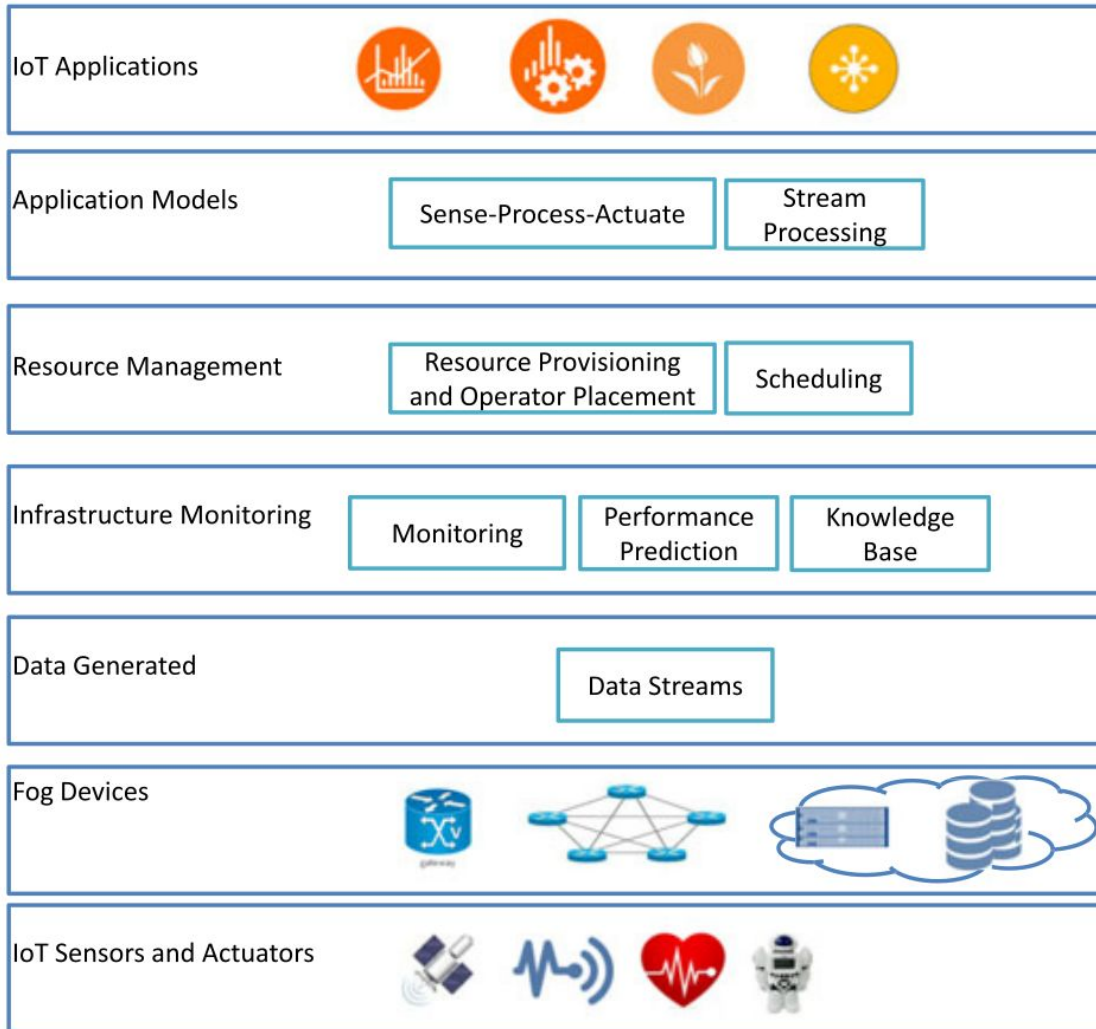 IoT Applications
Application Models
Sense-Process-Actuate
Stream
Processing
Resource Management
Resource Provisioning
and Operator Placement
Scheduling
Infrastructure Monitoring
Monitoring
Performance
Prediction
Knowledge
Base
Data Generated
Data Streams
Fog Devices
V
gateway
IoT Sensors and Actuators